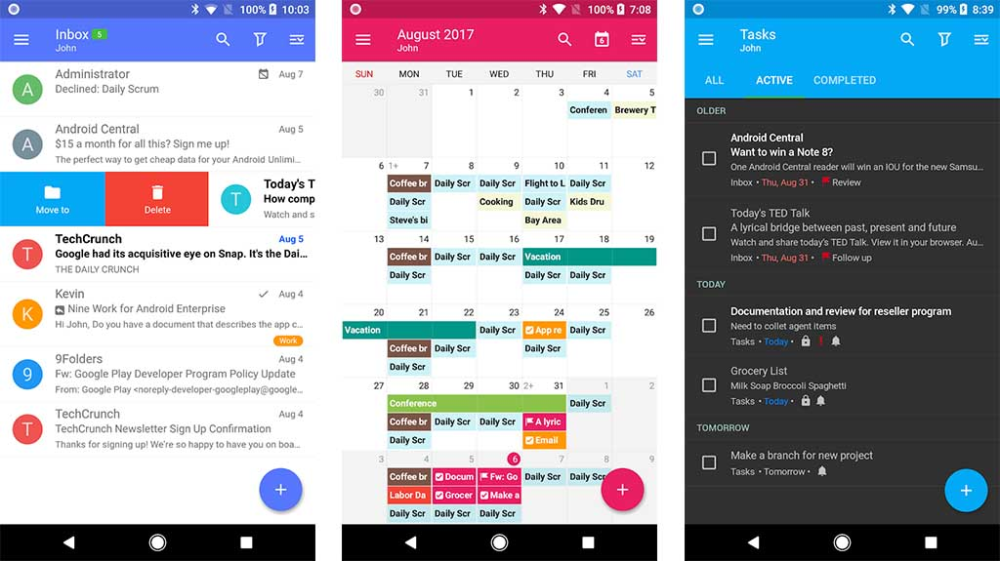 100% 10:03
Inbox 5
John
A
Administrator
Aug 7
Declined: Daily Scrum
A
Android Central
Aug 5
$15 a month for all this? Sign me up!
The perfect way to get cheap data for your Android Unlimi...
Move to
Delete
T
Today's T
How comp
Watch and s
T
TechCrunch
Aug 5
Google had its acquisitive eye on Snap. It's the Dai...
THE DAILY CRUNCH
K
Kevin
Aug 4
Nine Work for Android Enterprise
Hi John, Do you have a document that describes the app c...
Work
9
9Folders
Aug 4
Fw: Google Play Developer Program Policy Update
From: Google Play <noreply-developer-googleplay@google...
T
TechCrunch
Aug 4
TechCrunch Newsletter Sign Up Confirmation
Thanks for signing up! We're so happy to have you on boa...
+
100% 7:08
August 2017
John
6
SUN MON TUE WED THU FRI SAT
30 31 1 2 3 4 5
Conferen Brewery T
6 1+ 7 8 9 10 11 12
Coffee br Daily Scr Daily Scr Flight to L Daily Scr
Daily Scr Cooking Daily Scr Kids Dru
Steve's bi Bay Area
13 14 15 16 17 18 19
Coffee br Daily Scr Daily Scr Vacation
Daily Scr Daily Scr Daily Scr
20 21 22 23 24 25 26
Vacation Daily Scr App re Daily Scr
Coffee br Daily Scr Daily Scr
Daily Scr
27 28 29 30 2+ 31 1 2
Conference Daily Scr
Coffee br Daily Scr Daily Scr A lyric
Daily Scr Email
3 4 5 6 7 8 9
Coffee br Docum Fw: Go Daily Scr Daily Scr
Labor Da Grocer Make a
Daily Scr Daily Scr Daily Scr
+
99% 8:39
Tasks
John
ALL ACTIVE COMPLETED
OLDER
Android Central
Want to win a Note 8?
One Android Central reader will win an IOU for the new Samsu...
Inbox • Thu, Aug 31 • Review
Today's TED Talk
A lyrical bridge between past, present and future
Watch and share today's TED Talk. View it in your browser. Au...
Inbox • Thu, Aug 31 • Follow up
TODAY
Documentation and review for reseller program
Need to collet agent items
Tasks • Today •
Grocery List
Milk Soap Broccoli Spaghetti
Tasks • Today •
TOMORROW
Make a branch for new project
Tasks • Tomorrow •
+